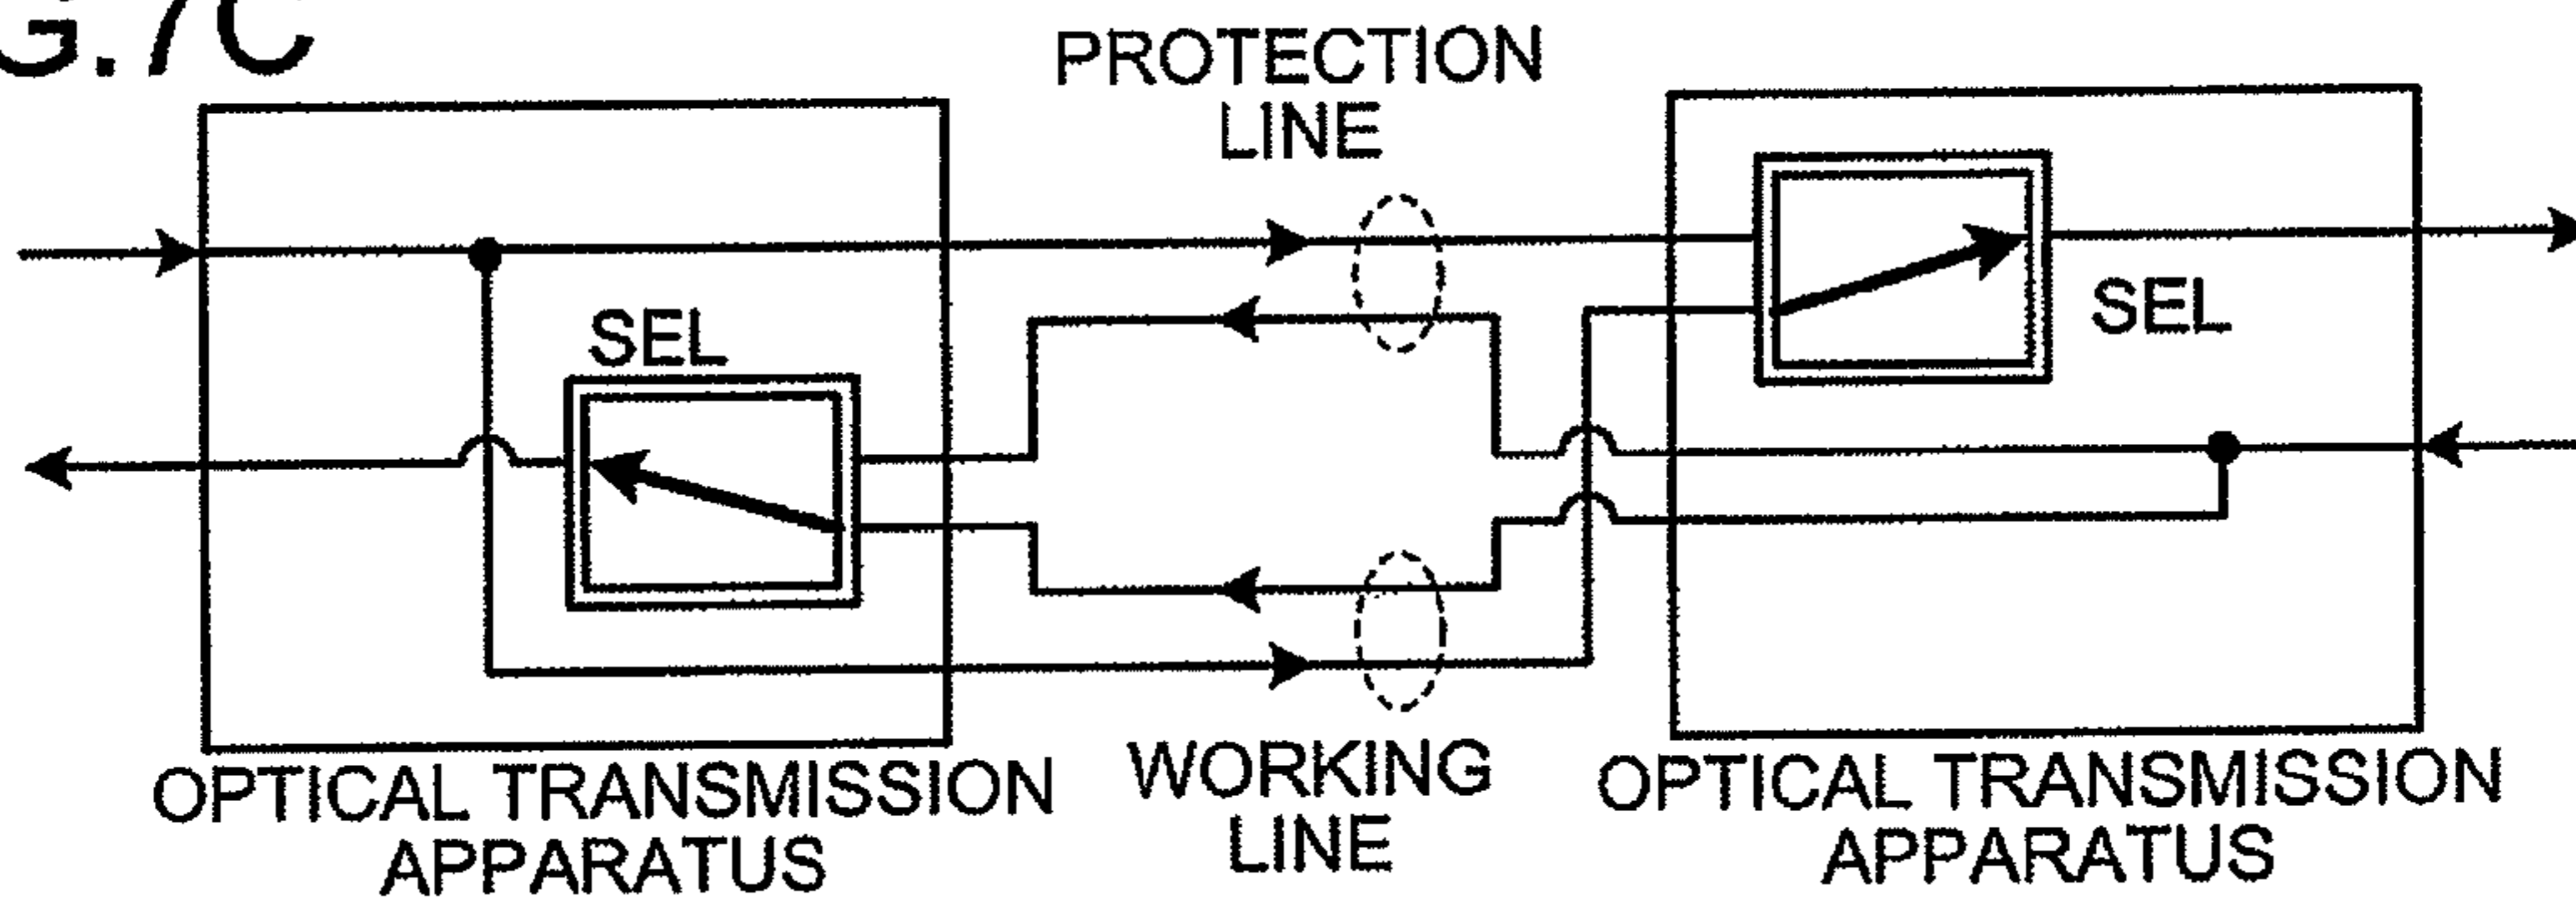 G.7C
PROTECTION
LINE
SEL
SEL
OPTICAL TRANSMISSION
APPARATUS
WORKING
LINE
OPTICAL TRANSMISSION
APPARATUS